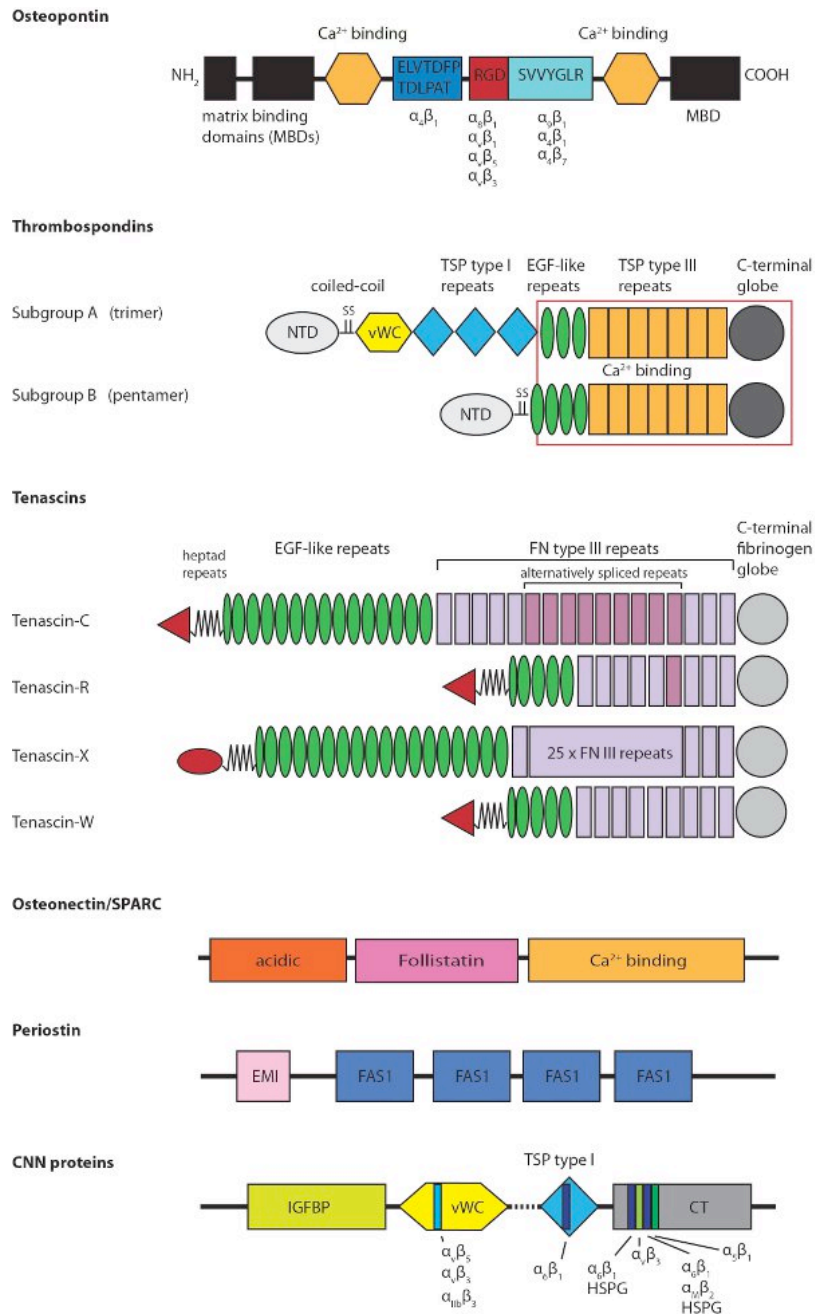 Osteopontin
Ca²⁺ binding
Ca²⁺ binding
NH₂
ELVTDFP
TDLPAT
RGD
SVVYGLR
COOH
matrix binding
domains (MBDs)
α₄β₁
α₈β₁
αᵥβ₁
αᵥβ₅
αᵥβ₃
α₉β₁
α₄β₁
α₄β₇
MBD
Thrombospondins
coiled-coil
TSP type I
repeats
EGF-like
repeats
TSP type III
repeats
C-terminal
globe
Subgroup A (trimer)
NTD
SS
vWC
Ca²⁺ binding
Subgroup B (pentamer)
NTD
SS
Tenascins
heptad
repeats
EGF-like repeats
FN type III repeats
alternatively spliced repeats
C-terminal
fibrinogen
globe
Tenascin-C
Tenascin-R
Tenascin-X
25 x FN III repeats
Tenascin-W
Osteonectin/SPARC
acidic
Follistatin
Ca²⁺ binding
Periostin
EMI
FAS1
FAS1
FAS1
FAS1
CNN proteins
TSP type I
IGFBP
vWC
CT
αᵥβ₅
αᵥβ₃
αIIbβ₃
α₆β₁
α₆β₁
HSPG
αᵥβ₃
α₆β₁
αMβ₂
HSPG
α₅β₁